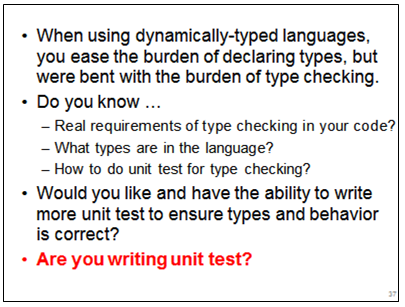 • When using dynamically-typed languages,
you ease the burden of declaring types, but
were bent with the burden of type checking.
• Do you know …
– Real requirements of type checking in your code?
– What types are in the language?
– How to do unit test for type checking?
• Would you like and have the ability to write
more unit test to ensure types and behavior
is correct?
• Are you writing unit test?
37